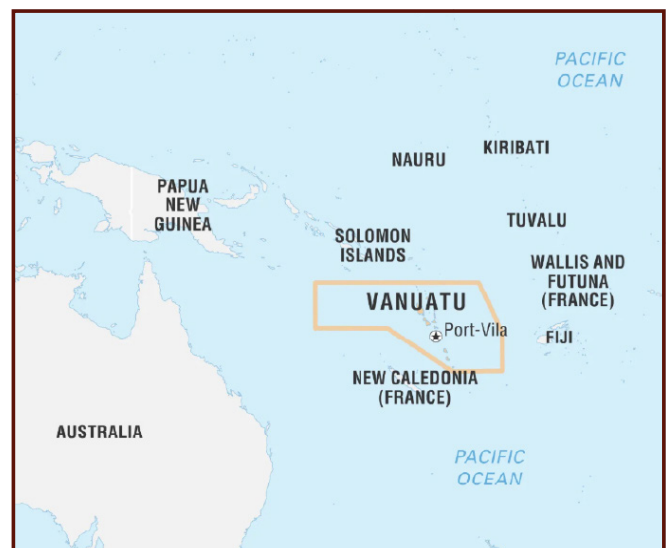 PACIFIC
OCEAN
KIRIBATI
NAURU
PAPUA
NEW
GUINEA
TUVALU
SOLOMON
ISLANDS
WALLIS AND
FUTUNA
(FRANCE)
VANUATU
Port-Vila
FIJI
NEW CALEDONIA
(FRANCE)
AUSTRALIA
PACIFIC
OCEAN